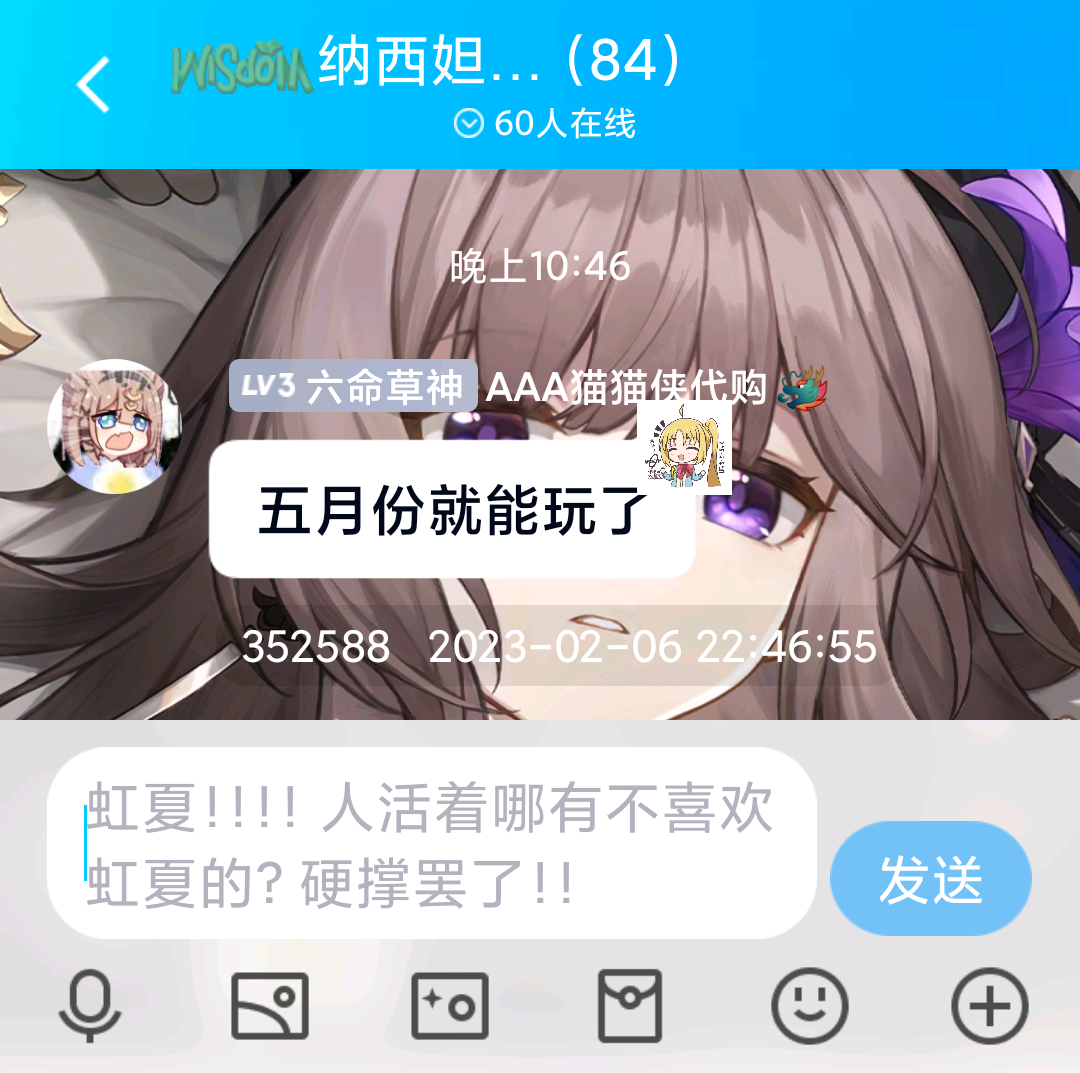 WISDOM 纳西妲...（84）
60人在线
晚上10:46
LV3 六命草神 AAA猫猫侠代购
五月份就能玩了
352588 2023-02-06 22:46:55
虹夏!!!! 人活着哪有不喜欢
虹夏的? 硬撑罢了!!
发送